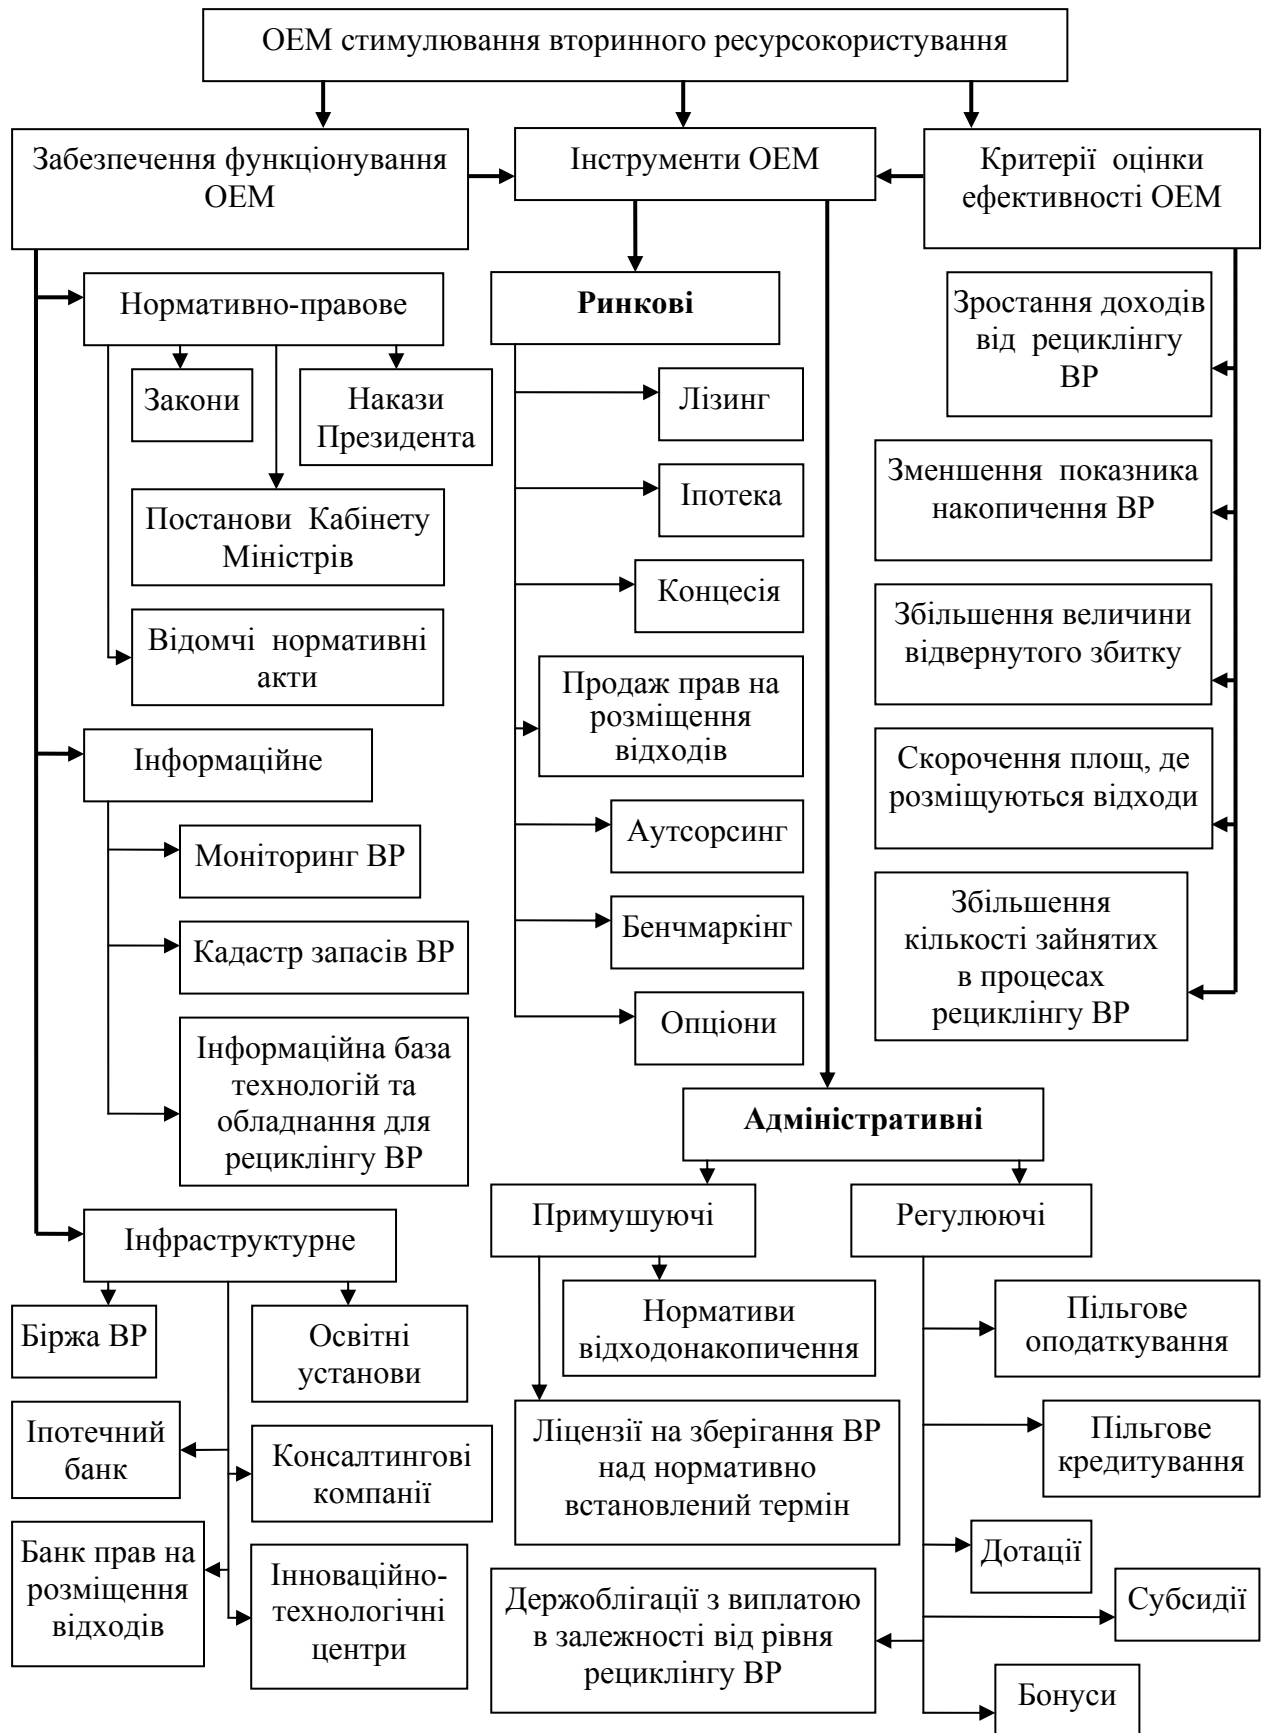 ОЕМ стимулювання вторинного ресурсокористування
Забезпечення функціонування
ОЕМ
Інструменти ОЕМ
Критерії оцінки
ефективності ОЕМ
Нормативно-правове
Закони
Накази
Президента
Постанови Кабінету
Міністрів
Відомчі нормативні
акти
Інформаційне
Моніторинг ВР
Кадастр запасів ВР
Інформаційна база
технологій та
обладнання для
рециклінгу ВР
Інфраструктурне
Біржа ВР
Освітні
установи
Іпотечний
банк
Консалтингові
компанії
Банк прав на
розміщення
відходів
Інноваційно-
технологічні
центри
Ринкові
Лізинг
Іпотека
Концесія
Продаж прав на
розміщення
відходів
Аутсорсинг
Бенчмаркінг
Опціони
Адміністративні
Примушуючі
Нормативи
відходонакопичення
Ліцензії на зберігання ВР
над нормативно
встановлений термін
Регулюючі
Пільгове
оподаткування
Пільгове
кредитування
Дотації
Субсидії
Держоблігації з виплатою
в залежності від рівня
рециклінгу ВР
Бонуси
Зростання доходів
від рециклінгу
ВР
Зменшення показника
накопичення ВР
Збільшення величини
відвернутого збитку
Скорочення площ, де
розміщуються відходи
Збільшення
кількості зайнятих
в процесах
рециклінгу ВР